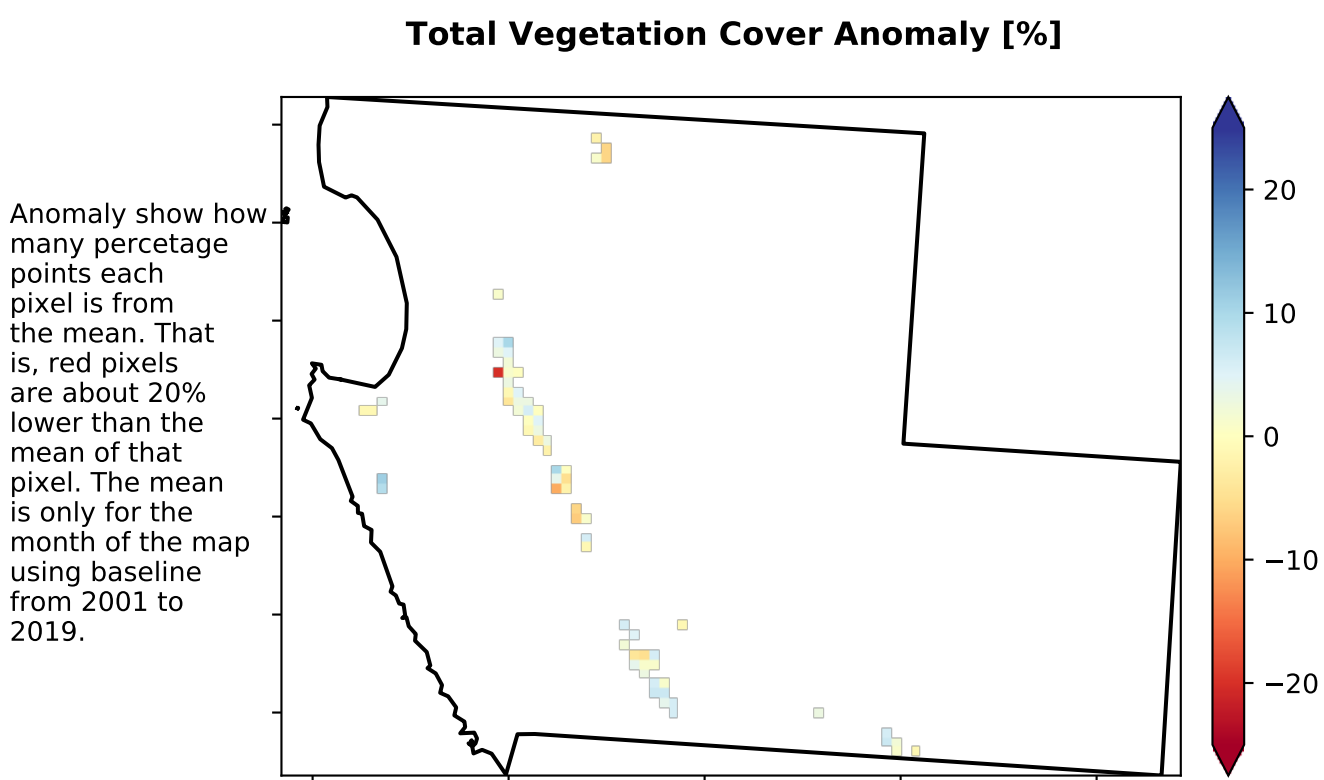 Total Vegetation Cover Anomaly [%]
Anomaly show how
many percetage
points each
pixel is from
the mean. That
is, red pixels
are about 20%
lower than the
mean of that
pixel. The mean
is only for the
month of the map
using baseline
from 2001 to
2019.
20
10
0
−10
−20